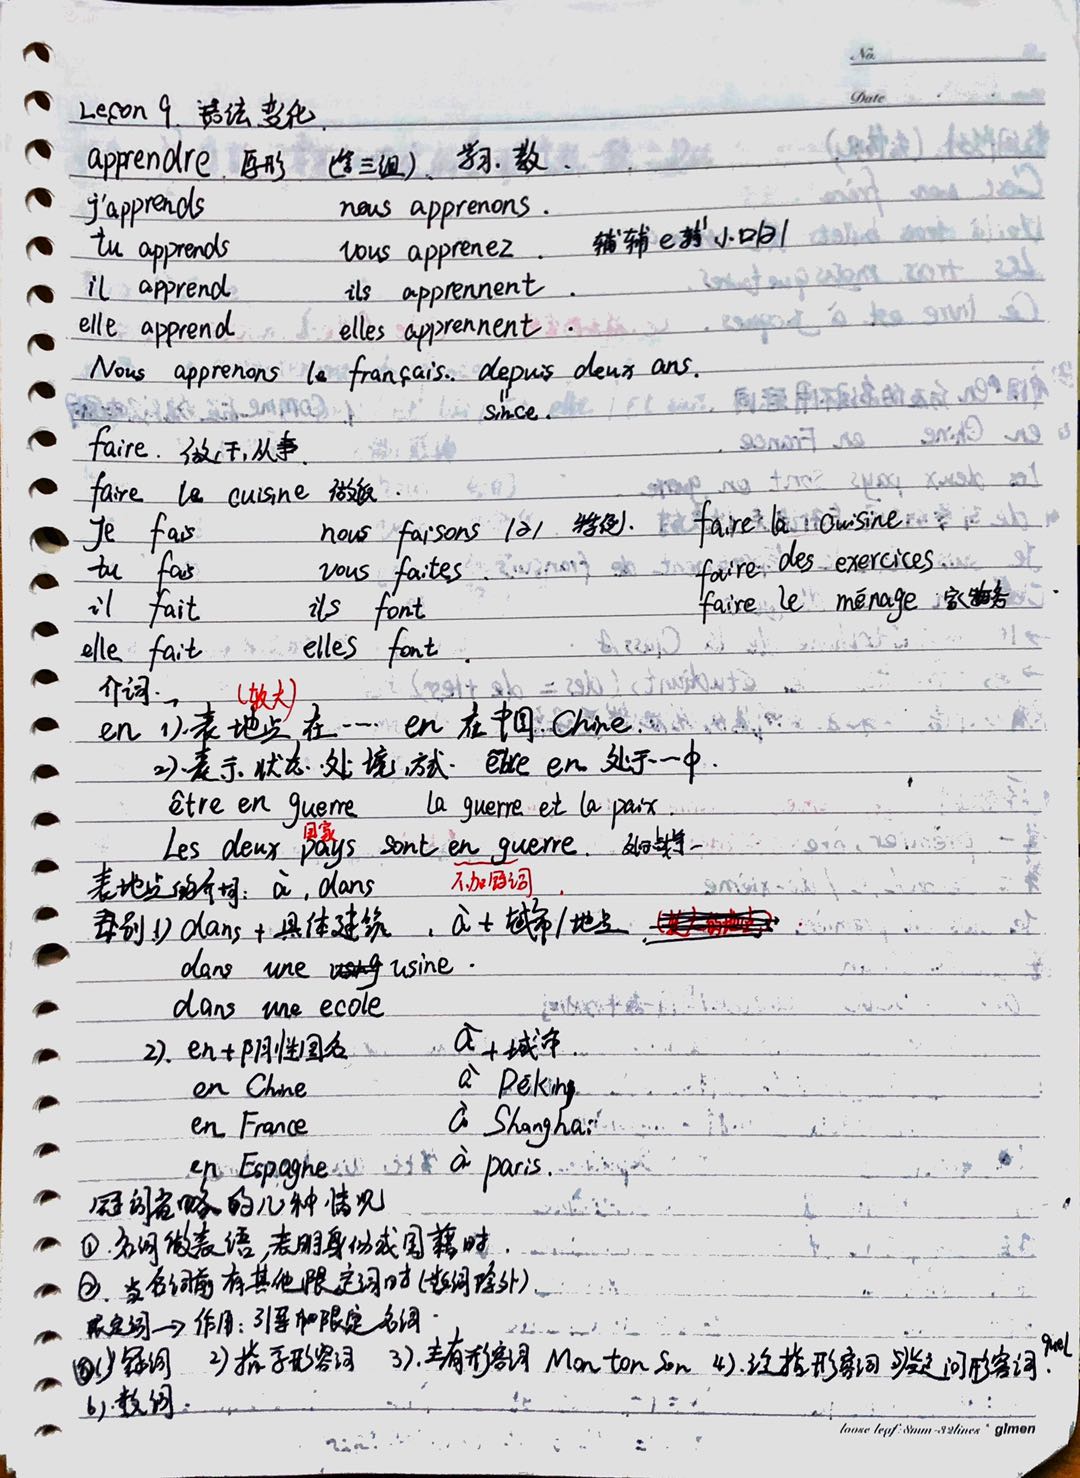 No.
Date
Leçon 9 语法变化
apprendre 原形 (第三组) 学习.教.
j'apprends nous apprenons.
tu apprends vous apprenez. 辅辅e辅 小口|ə|
il apprend ils apprennent.
elle apprend elles apprennent.
Nous apprenons le français. depuis deux ans.
since.
faire. 做,干,从事
faire la cuisine 做饭.
Je fais nous faisons |ə| 特例. faire la cuisine
tu fais vous faites. faire des exercices
il fait ils font faire le ménage 家务
elle fait elles font.
介词.
(较大)
en 1).表地点 在…… en 在中国 Chine.
2).表示.状态.处境,方式. être en 处于…中.
être en guerre la guerre et la paix.
国家
Les deux pays sont en guerre.
表地点的介词: à, dans 不加冠词
类别 1) dans + 具体建筑, à + 城市/地点
dans une usine.
dans une ecole
2). en+阴性国名 à +城市.
en Chine à Pékin
en France à Shanghai
en Espagne à paris.
冠词省略的几种情况
①.名词做表语,表明身份或国籍时.
②.当名词前有其他限定词时(数词除外).
限定词→作用:引导和限定名词.
1)冠词 2)指示形容词 3).主有形容词 Mon ton son 4).泛指形容词 5)疑问形容词. quel
6).数词.
loose leaf: 8mm-32lines glmen